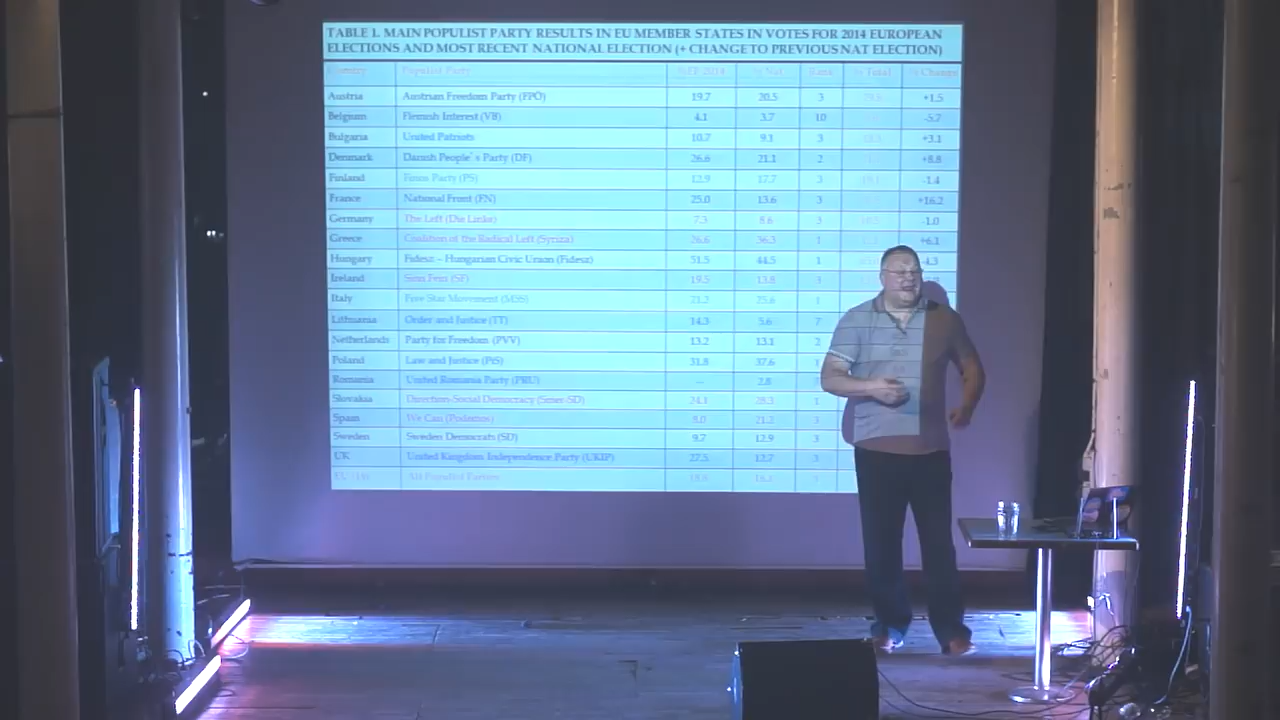 TABLE 1. MAIN POPULIST PARTY RESULTS IN EU MEMBER STATES IN VOTES FOR 2014 EUROPEAN
ELECTIONS AND MOST RECENT NATIONAL ELECTION (+ CHANGE TO PREVIOUS NAT ELECTION)
Country Populist Party % EP 2014 % Nat Rank % Total % Change
Austria Austrian Freedom Party (FPÖ) 19.7 20.5 3 +1.5
Belgium Flemish Interest (VB) 4.1 3.7 10 -5.7
Bulgaria United Patriots 10.7 9.1 3 +3.1
Denmark Danish People´s Party (DF) 26.6 21.1 2 +8.8
Finland Finns Party (PS) 12.9 17.7 3 -1.4
France National Front (FN) 25.0 13.6 3 +16.2
Germany The Left (Die Linke) 7.3 8.6 -1.0
Greece Coalition of the Radical Left (Syriza) 26.6 36.3 1 +6.1
Hungary Fidesz – Hungarian Civic Union (Fidesz) 51.5 44.5 1
Ireland Sinn Fein (SF) 19.5 13.8 3
Italy Five Star Movement (M5S) 21.2 25.6 1
Lithuania Order and Justice (TT) 14.3 5.6 7
Netherlands Party for Freedom (PVV) 13.2 13.1 2
Poland Law and Justice (PiS) 31.8 37.6 1
Romania United Romania Party (PRU) -- 2.8
Slovakia Direction-Social Democracy (Smer-SD) 24.1 28.3 1
Spain We Can (Podemos) 8.0 21.2 3
Sweden Sweden Democrats (SD) 9.7 12.9 3
UK United Kingdom Independence Party (UKIP) 27.5 12.7 3
All Populist Parties